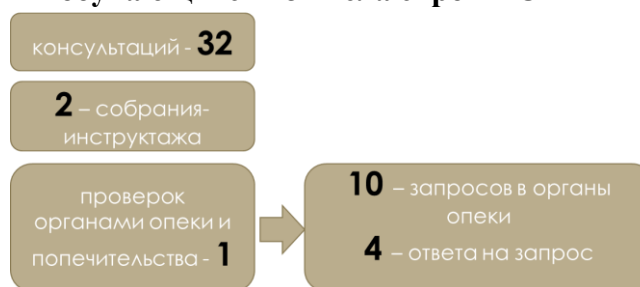 консультаций - 32
2 – собрания-
инструктажа
проверок
органами опеки и
попечительства - 1
10 – запросов в органы
опеки
4 – ответа на запрос